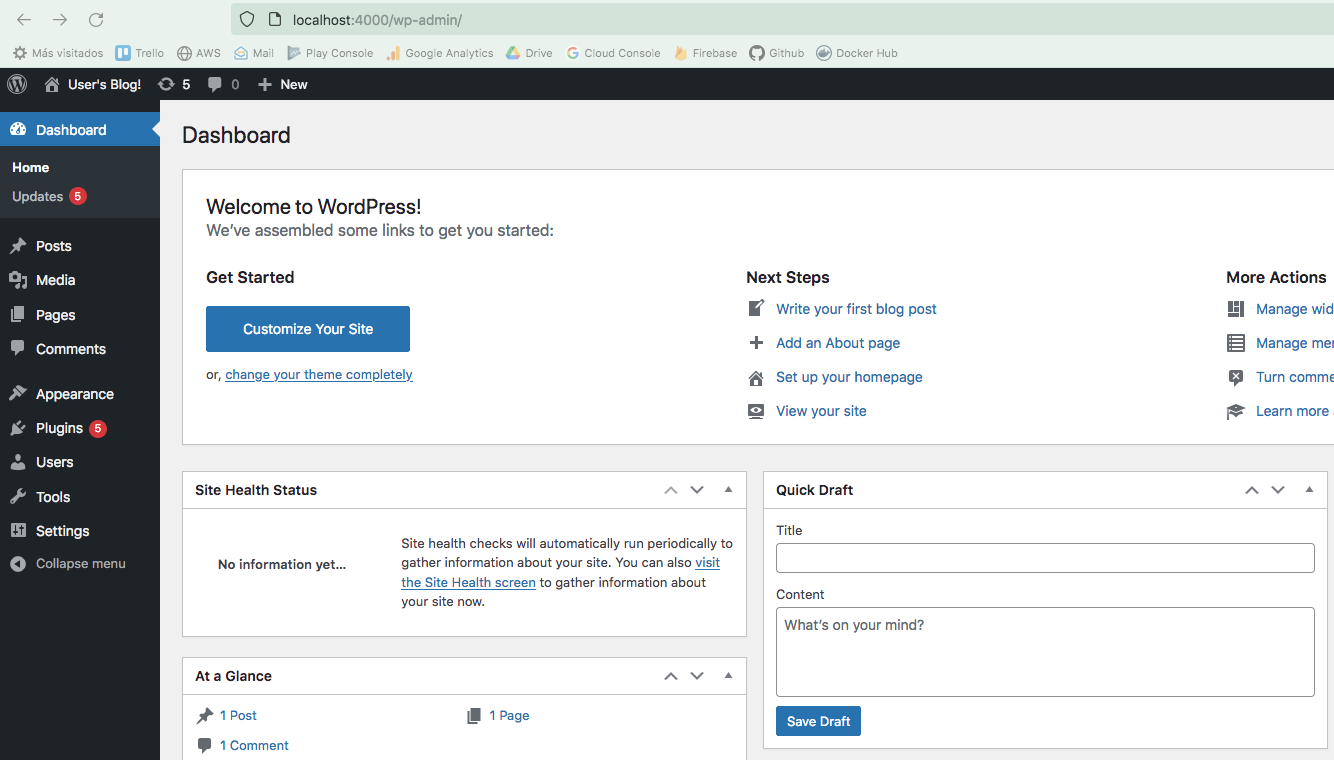 localhost:4000/wp-admin/
Más visitados Trello AWS Mail Play Console Google Analytics Drive Cloud Console Firebase Github Docker Hub
User's Blog! 5 0 New
Dashboard
Home
Updates 5
Posts
Media
Pages
Comments
Appearance
Plugins 5
Users
Tools
Settings
Collapse menu
Dashboard
Welcome to WordPress!
We've assembled some links to get you started:
Get Started
Customize Your Site
or, change your theme completely
Next Steps
Write your first blog post
Add an About page
Set up your homepage
View your site
More Actions
Manage wid
Manage mer
Turn comme
Learn more
Site Health Status
No information yet...
Site health checks will automatically run periodically to
gather information about your site. You can also visit
the Site Health screen to gather information about
your site now.
At a Glance
1 Post
1 Page
1 Comment
Quick Draft
Title
Content
What's on your mind?
Save Draft